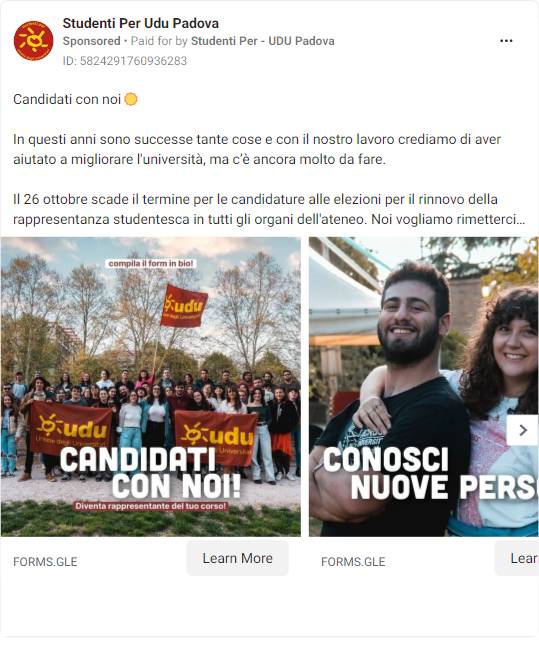 Studenti Per Udu Padova
Sponsored • Paid for by Studenti Per - UDU Padova
ID: 5824291760936283
Candidati con noi
In questi anni sono successe tante cose e con il nostro lavoro crediamo di aver
aiutato a migliorare l'università, ma c'è ancora molto da fare.
Il 26 ottobre scade il termine per le candidature alle elezioni per il rinnovo della
rappresentanza studentesca in tutti gli organi dell'ateneo. Noi vogliamo rimetterci...
compila il form in bio!
udu
degli Universitari
udu
Unione degli Universitari
udu
Universitari
CANDIDATI
CON NOI!
Diventa rappresentante del tuo corso!
CONOSCI
NUOVE PERS
FORMS.GLE
Learn More
FORMS.GLE
Lear